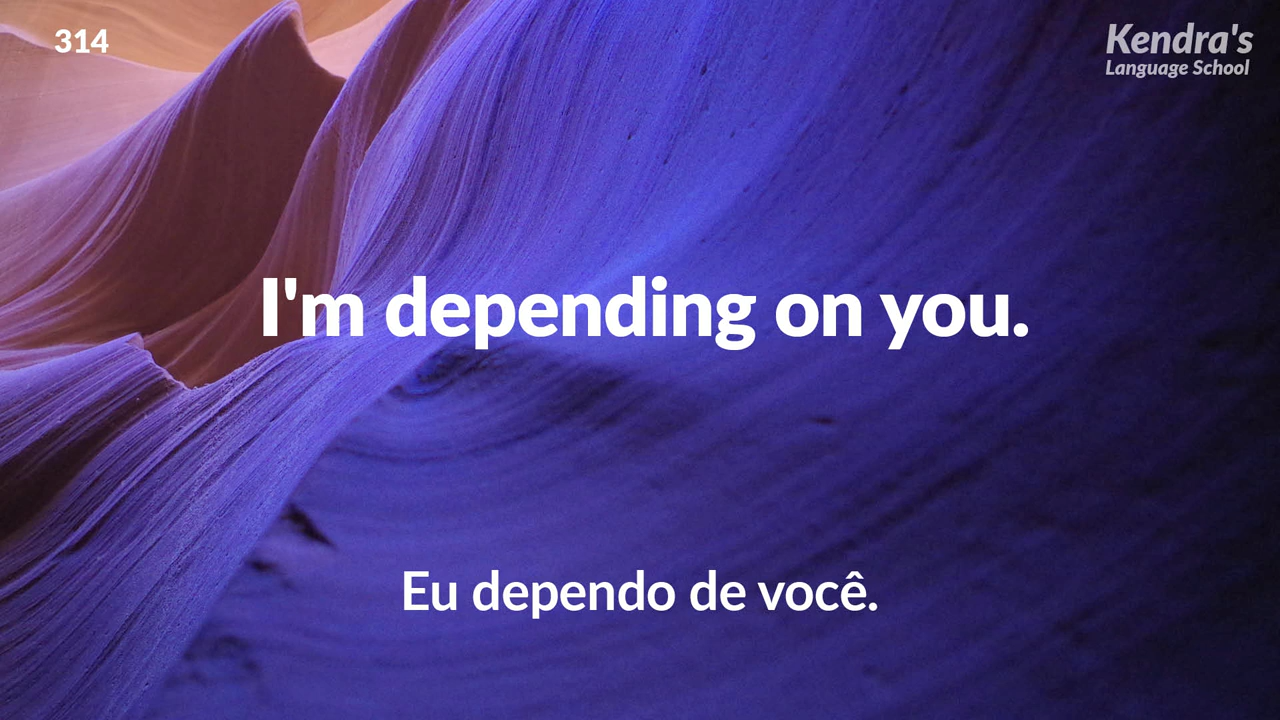 314
Kendra's
Language School
I'm depending on you.
Eu dependo de você.